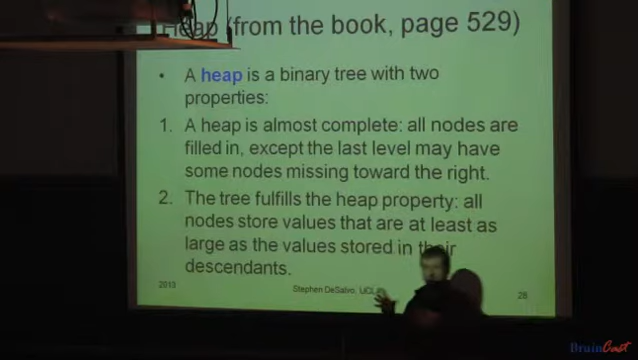 Heap (from the book, page 529)
• A heap is a binary tree with two
properties:
1. A heap is almost complete: all nodes are
filled in, except the last level may have
some nodes missing toward the right.
2. The tree fulfills the heap property: all
nodes store values that are at least as
large as the values stored in their
descendants.
2013
Stephen DeSalvo, UCLA
28
BruinCast